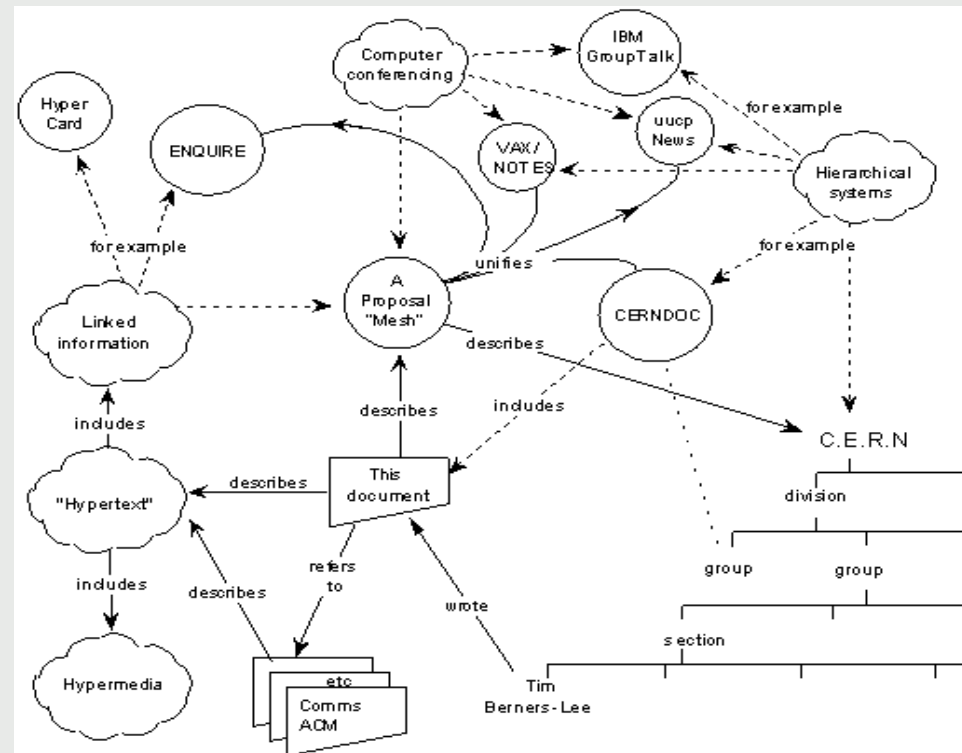 IBM
GroupTalk
Computer
conferencing
Hyper
Card
for example
uucp
News
ENQUIRE
VAX/
NOTES
Hierarchical
systems
for example
for example
unifies
A
Proposal
"Mesh"
CERNDOC
Linked
information
describes
includes
describes
includes
C.E.R.N
This
document
describes
"Hypertext"
division
refers
to
group
group
includes
describes
wrote
section
Hypermedia
etc
Comms
ACM
Tim
Berners-Lee